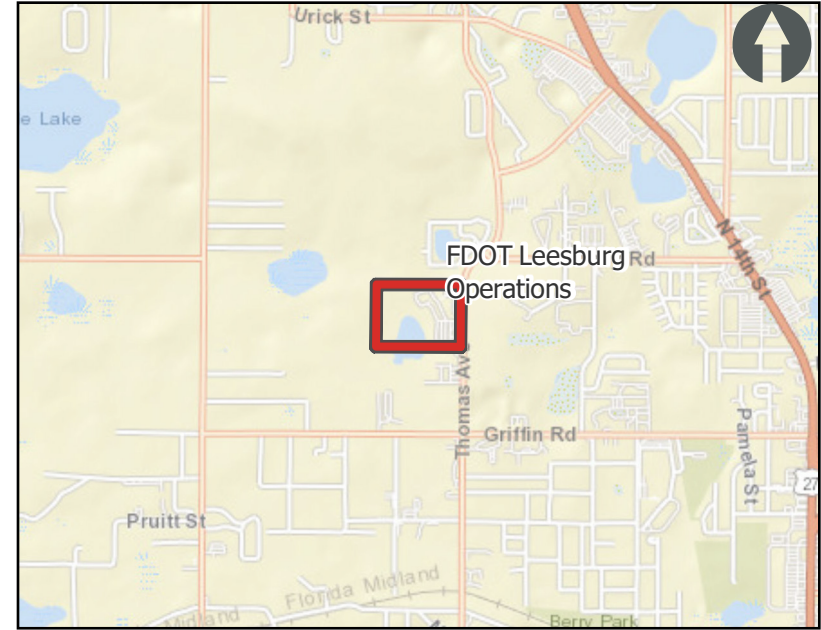 Urick St
e Lake
N 14th St
FDOT Leesburg
Operations
Rd
Thomas Ave
Griffin Rd
Pamela St
27
Pruitt St
Florida Midland
Midland
Berry Park